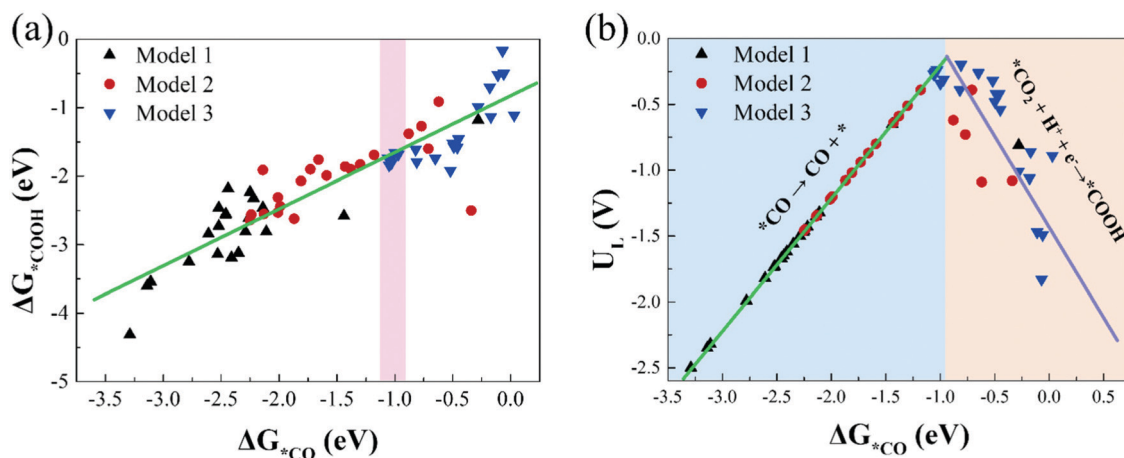 (a)
Model 1
Model 2
Model 3
ΔG*COOH (eV)
0
-1
-2
-3
-4
-5
-3.5 -3.0 -2.5 -2.0 -1.5 -1.0 -0.5 0.0
ΔG*CO (eV)
(b)
Model 1
Model 2
Model 3
*CO → CO + *
*CO2 + H+ + e- → *COOH
UL (V)
0.0
-0.5
-1.0
-1.5
-2.0
-2.5
-3.5 -3.0 -2.5 -2.0 -1.5 -1.0 -0.5 0.0 0.5
ΔG*CO (eV)